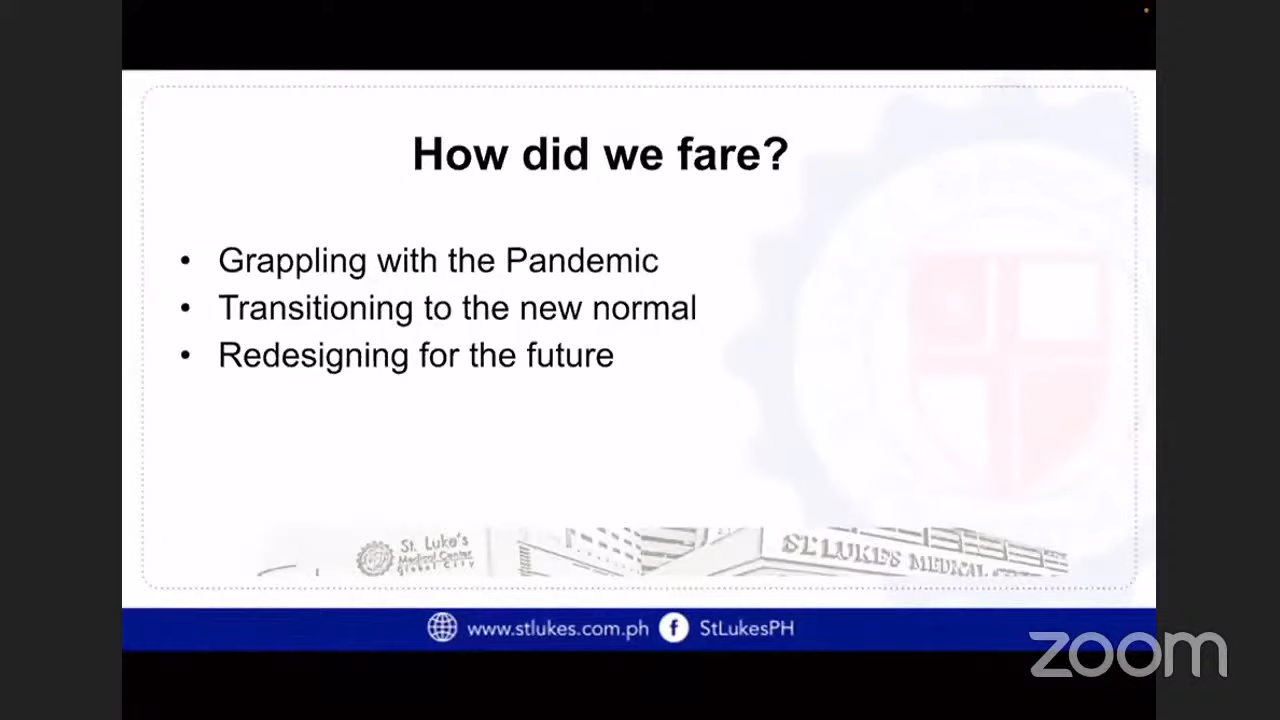 How did we fare?
• Grappling with the Pandemic
• Transitioning to the new normal
• Redesigning for the future
St. Luke's
Medical Center
Global City
ST. LUKE'S MEDICAL
www.stlukes.com.ph f StLukesPH
zoom